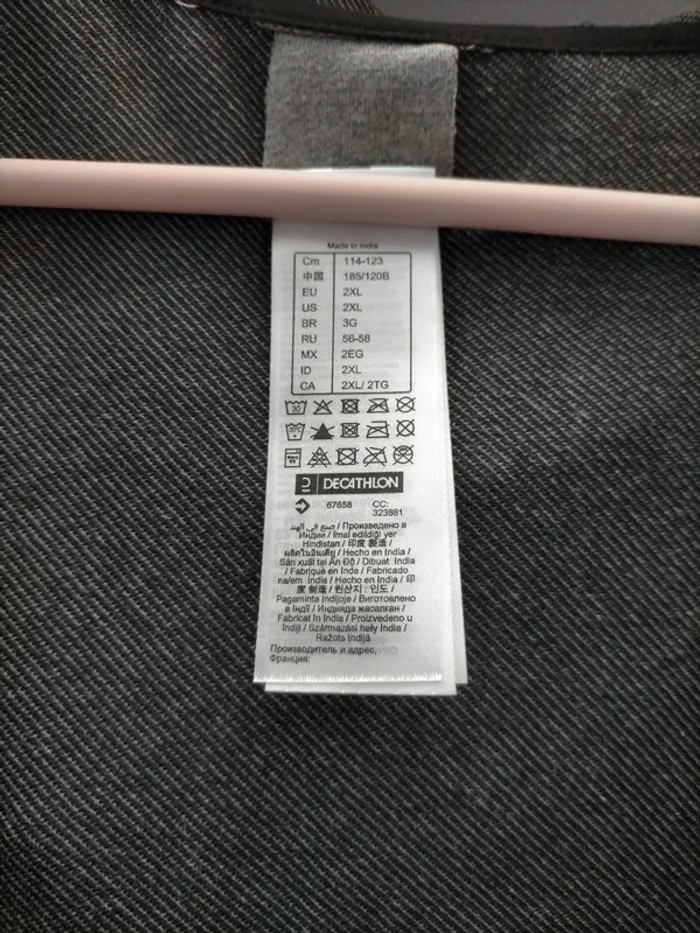 Made in India
Cm 114-123
中国 185/120B
EU 2XL
US 2XL
BR 3G
RU 56-58
MX 2EG
ID 2XL
CA 2XL/ 2TG
30
30°C
DECATHLON
67658 CC:
323881
صنع في الهند / Произведено в
Индии / İmal edildiği yer
Hindistan / 印度 製造 /
ผลิตในอินเดีย / Hecho en India /
Sản xuất tại Ấn Độ / Dibuat India
/ Fabriqué en Inde / Fabricado
na/em India / Hecho en India / 印
度 制造 / 원산지 : 인도 /
Pagaminta Indijoje / Виготовлено
в Індії / Индияда жасалған /
Fabricat în India / Proizvedeno u
Indiji / Származási hely India /
Ražots Indijā
Производитель и адрес,
Франция: